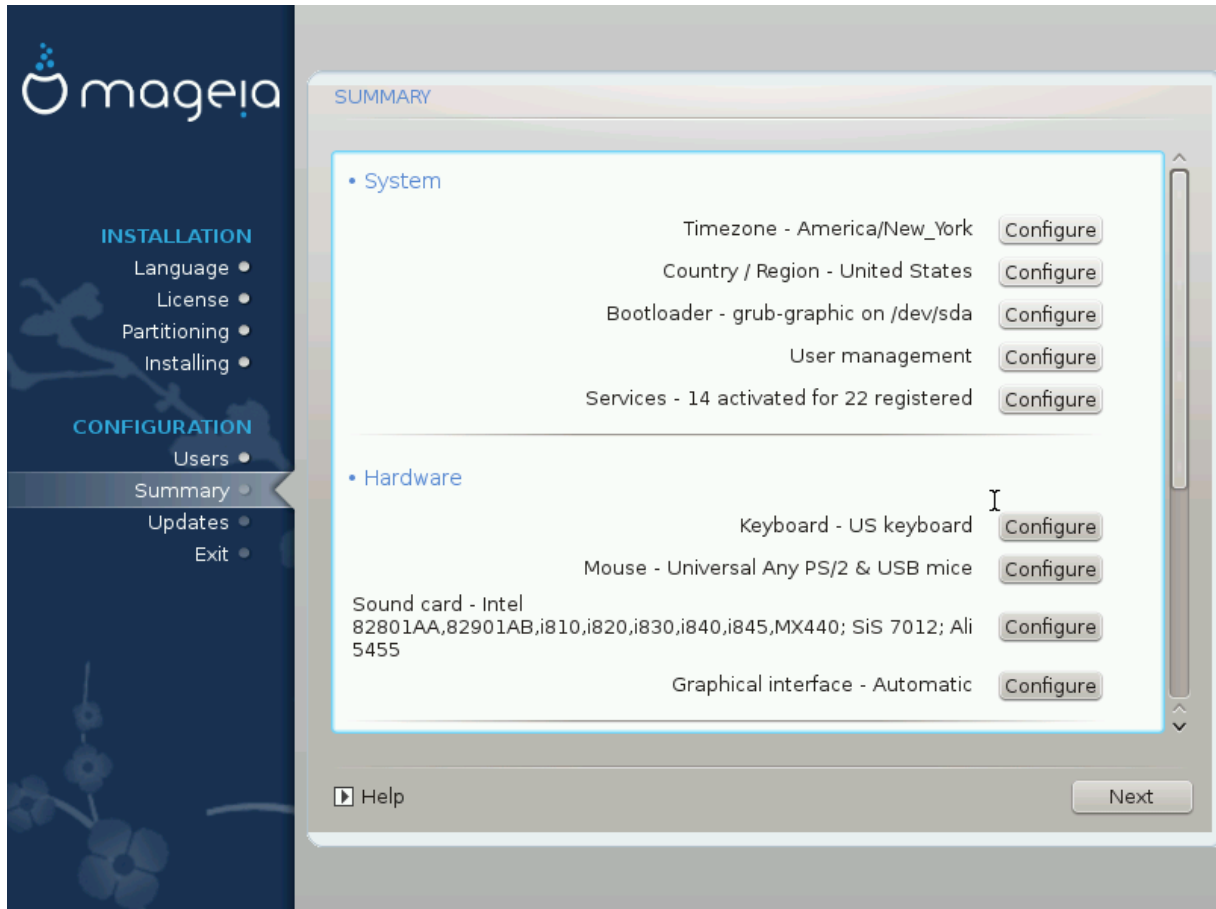 mageia
INSTALLATION
Language
License
Partitioning
Installing
CONFIGURATION
Users
Summary
Updates
Exit
SUMMARY
• System
Timezone - America/New_York Configure
Country / Region - United States Configure
Bootloader - grub-graphic on /dev/sda Configure
User management Configure
Services - 14 activated for 22 registered Configure
• Hardware
Keyboard - US keyboard Configure
Mouse - Universal Any PS/2 & USB mice Configure
Sound card - Intel
82801AA,82901AB,i810,i820,i830,i840,i845,MX440; SiS 7012; Ali Configure
5455
Graphical interface - Automatic Configure
Help
Next